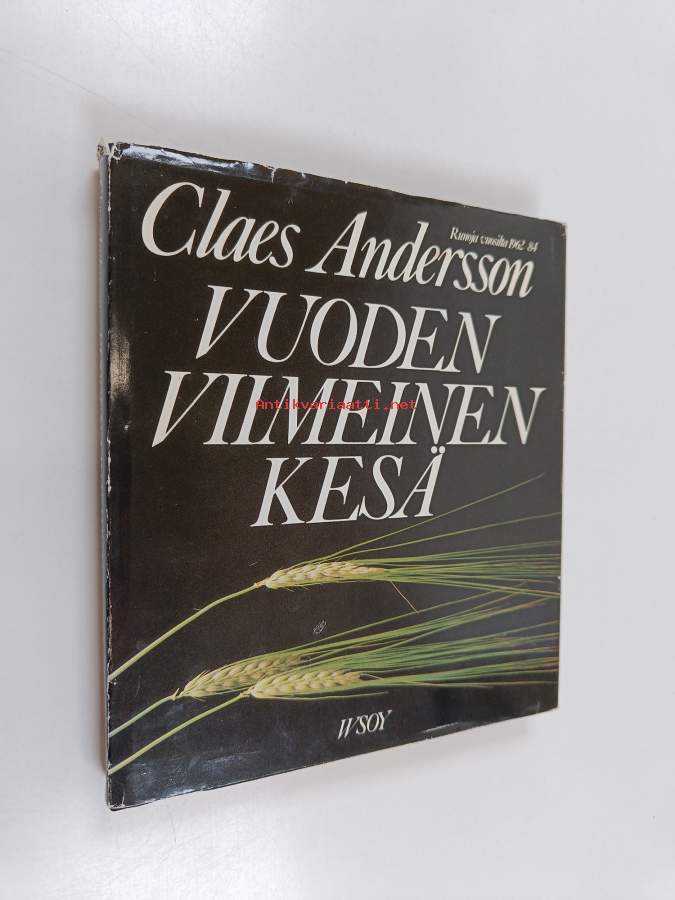 Runoja vuosilta 1962-84
Claes Andersson
VUODEN
VIIMEINEN
Antikvariaatti.net
KESÄ
WSOY